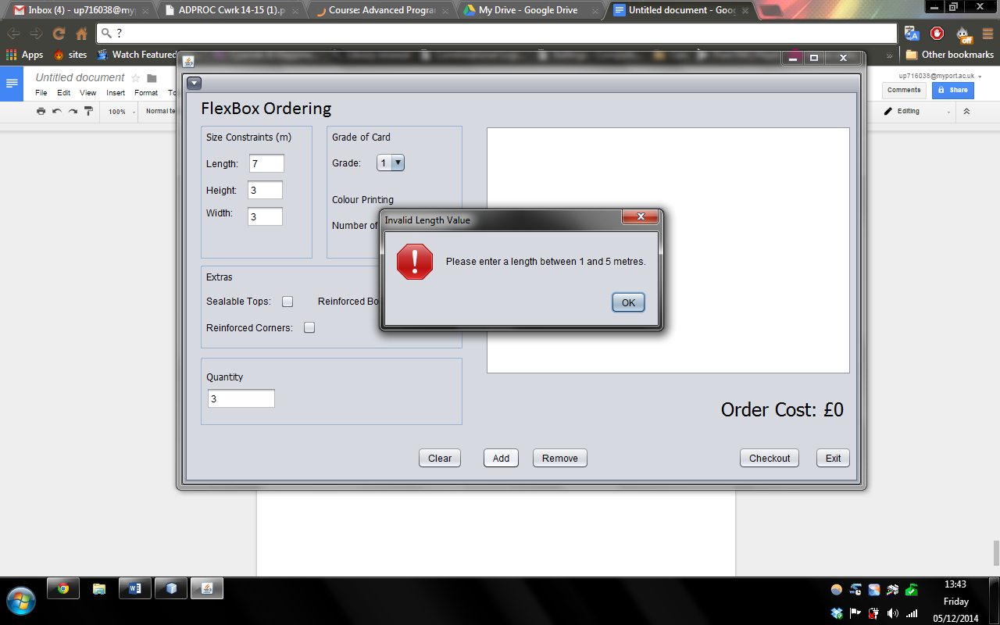 Inbox (4) - up716038@myp
ADPROC Cwrk 14-15 (1).p
Course: Advanced Progra
My Drive - Google Drive
Untitled document - Goo
?
Apps
sites
Watch Featured
Other bookmarks
Untitled document
up716038@myport.ac.uk
File Edit View Insert Format To
Comments
Share
100%
Normal te
Editing
FlexBox Ordering
Size Constraints (m)
Length: 7
Height: 3
Width: 3
Grade of Card
Grade: 1
Colour Printing
Number of
Invalid Length Value
Please enter a length between 1 and 5 metres.
OK
Extras
Sealable Tops:
Reinforced Bo
Reinforced Corners:
Quantity
3
Order Cost: £0
Clear
Add
Remove
Checkout
Exit
off
13:43
Friday
05/12/2014